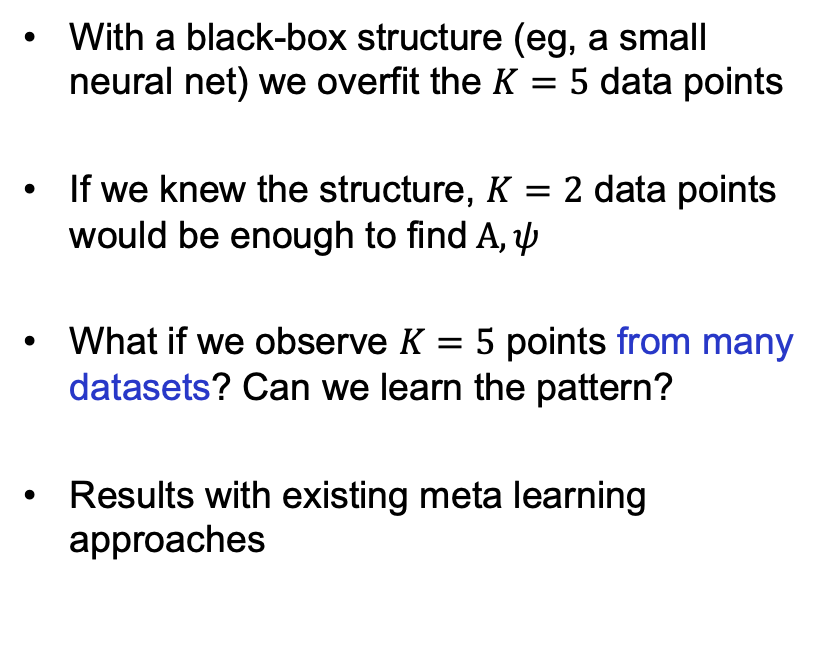 • With a black-box structure (eg, a small
neural net) we overfit the K = 5 data points
• If we knew the structure, K = 2 data points
would be enough to find A, ψ
• What if we observe K = 5 points from many
datasets? Can we learn the pattern?
• Results with existing meta learning
approaches